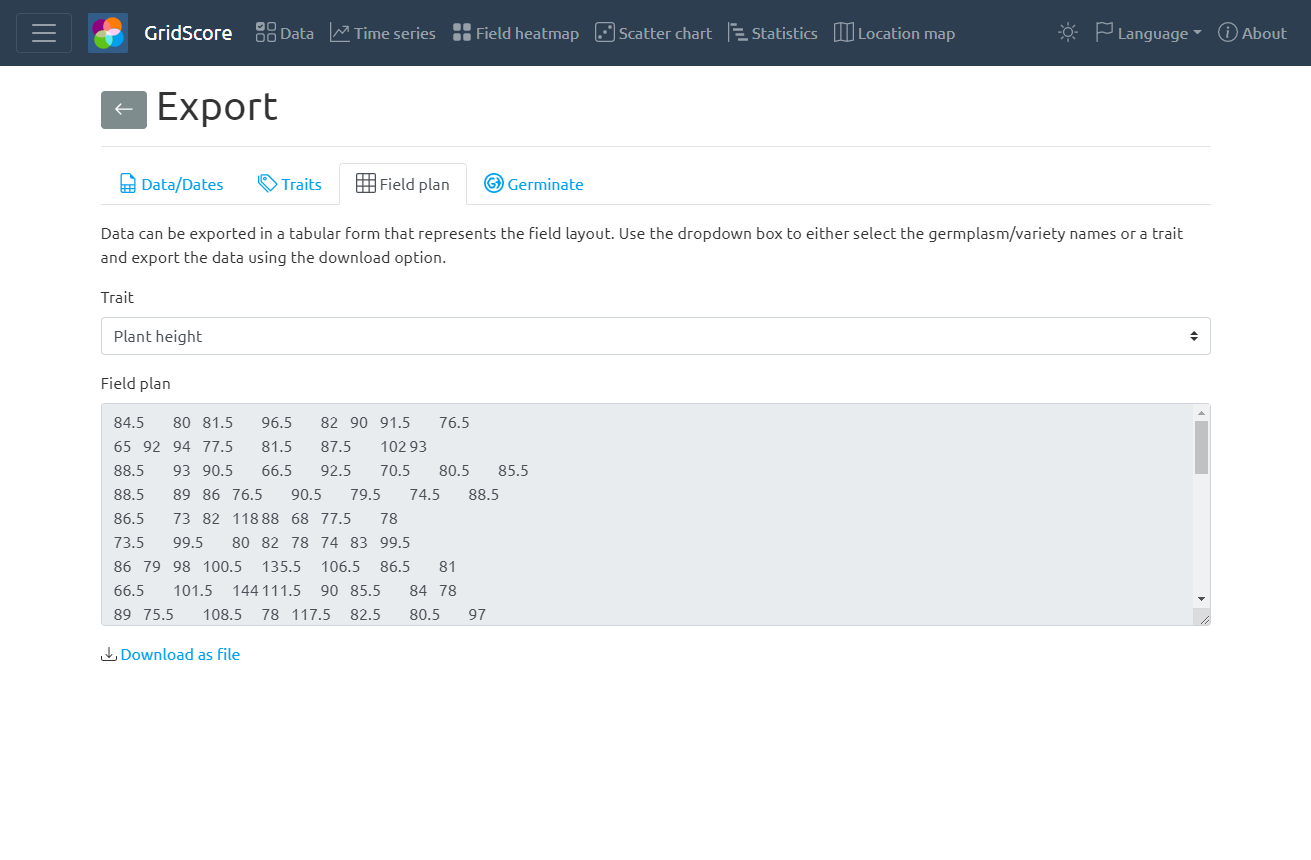 GridScore Data Time series Field heatmap Scatter chart Statistics Location map Language About
Export
Data/Dates Traits Field plan Germinate
Data can be exported in a tabular form that represents the field layout. Use the dropdown box to either select the germplasm/variety names or a trait
and export the data using the download option.
Trait
Plant height
Field plan
84.5 80 81.5 96.5 82 90 91.5 76.5
65 92 94 77.5 81.5 87.5 102 93
88.5 93 90.5 66.5 92.5 70.5 80.5 85.5
88.5 89 86 76.5 90.5 79.5 74.5 88.5
86.5 73 82 118 88 68 77.5 78
73.5 99.5 80 82 78 74 83 99.5
86 79 98 100.5 135.5 106.5 86.5 81
66.5 101.5 144 111.5 90 85.5 84 78
89 75.5 108.5 78 117.5 82.5 80.5 97
Download as file